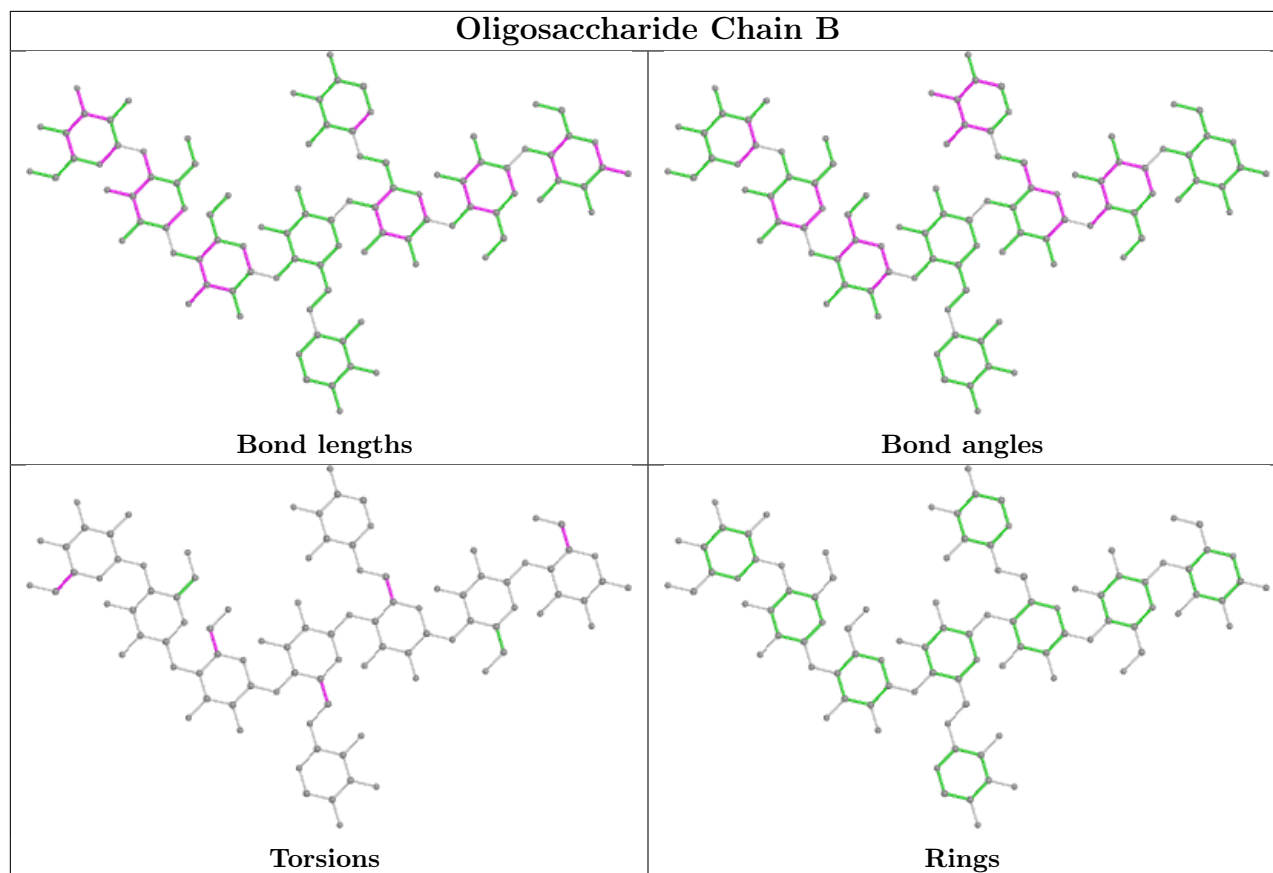 Oligosaccharide Chain B
Bond lengths
Bond angles
Torsions
Rings